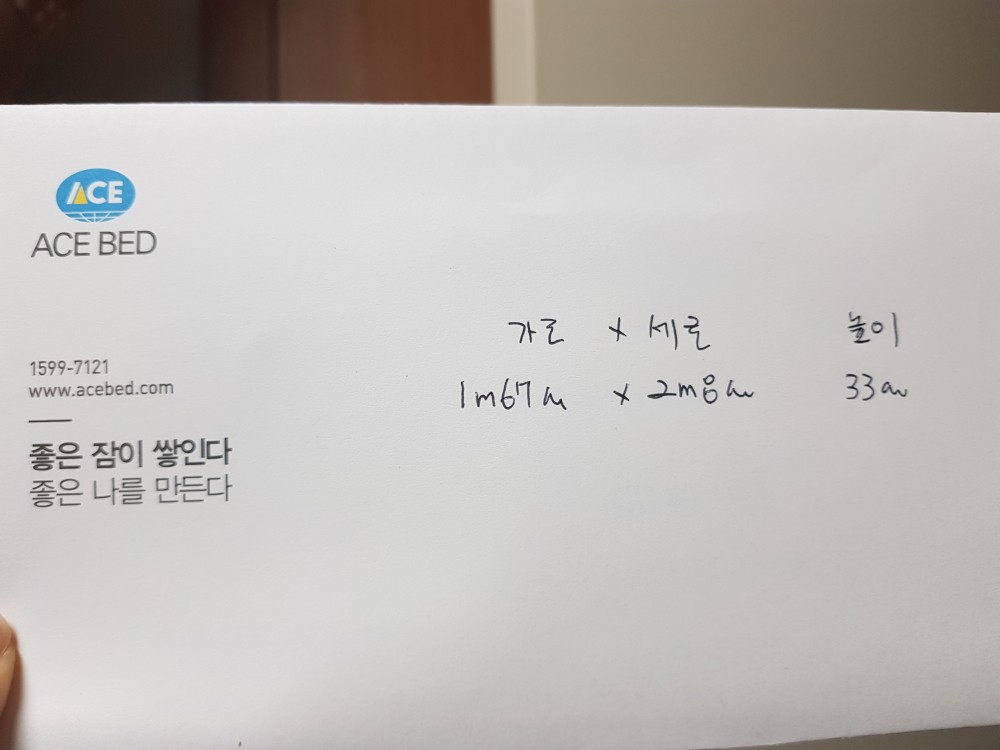 ACE
ACE BED
가로 x 세로 높이
1m67cm x 2m8cm 33cm
1599-7121
www.acebed.com
좋은 잠이 쌓인다
좋은 나를 만든다